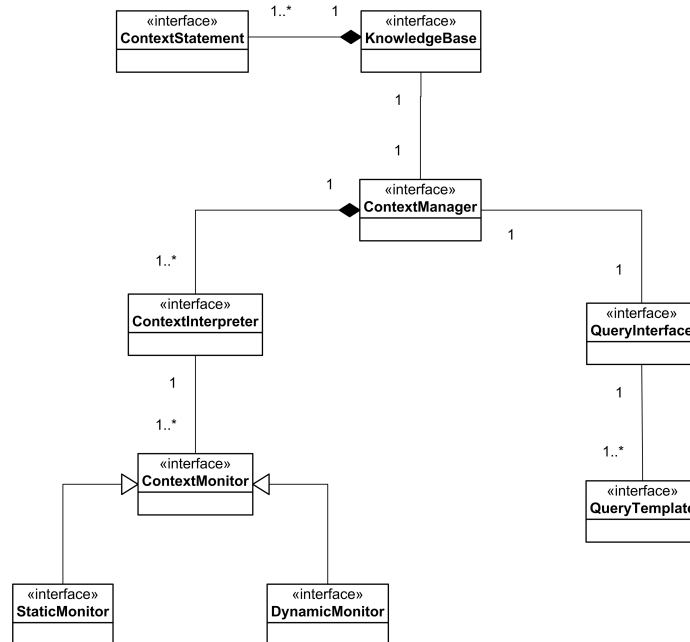 «interface»
ContextStatement
1..*
1
«interface»
KnowledgeBase
1
1
«interface»
ContextManager
1
1
1..*
1
«interface»
ContextInterpreter
«interface»
QueryInterface
1
1..*
1
1..*
«interface»
ContextMonitor
«interface»
QueryTemplate
«interface»
StaticMonitor
«interface»
DynamicMonitor